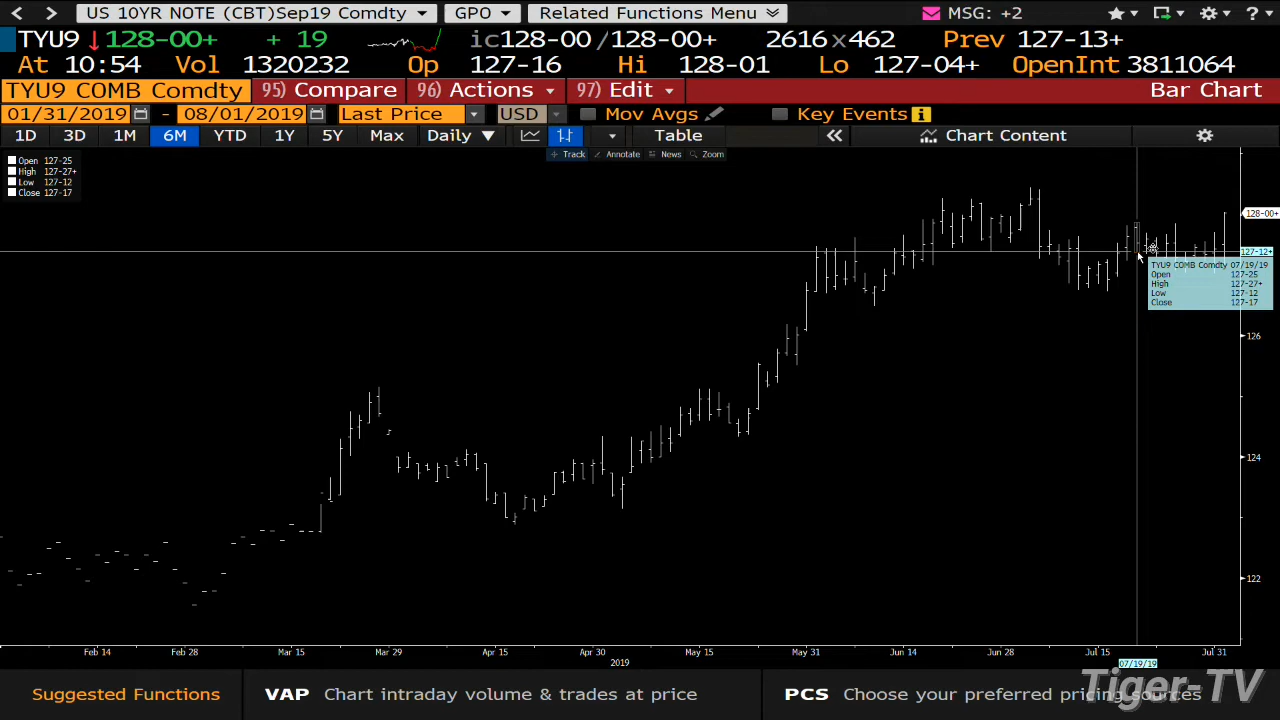 US 10YR NOTE (CBT)Sep19 Comdty GPO Related Functions Menu MSG: +2 ?
TYU9 128-00+ + 19 ic128-00 /128-00+ 2616x462 Prev 127-13+
At 10:54 Vol 1320232 Op 127-16 Hi 128-01 Lo 127-04+ OpenInt 3811064
TYU9 COMB Comdty 95) Compare 96) Actions 97) Edit Bar Chart
01/31/2019 - 08/01/2019 Last Price USD Mov Avgs Key Events i
1D 3D 1M 6M YTD 1Y 5Y Max Daily Table Chart Content
Track Annotate News Zoom
Open 127-25
High 127-27+
Low 127-12
Close 127-17
128-00+
127-12+
TYU9 COMB Comdty 07/19/19
Open 127-25
High 127-27+
Low 127-12
Close 127-17
126
124
122
Feb 14 Feb 28 Mar 15 Mar 29 Apr 15 Apr 30 May 15 May 31 Jun 14 Jun 28 Jul 15 Jul 31
2019 07/19/19
Suggested Functions VAP Chart intraday volume & trades at price PCS Choose your preferred pricing sources
Tiger-TV